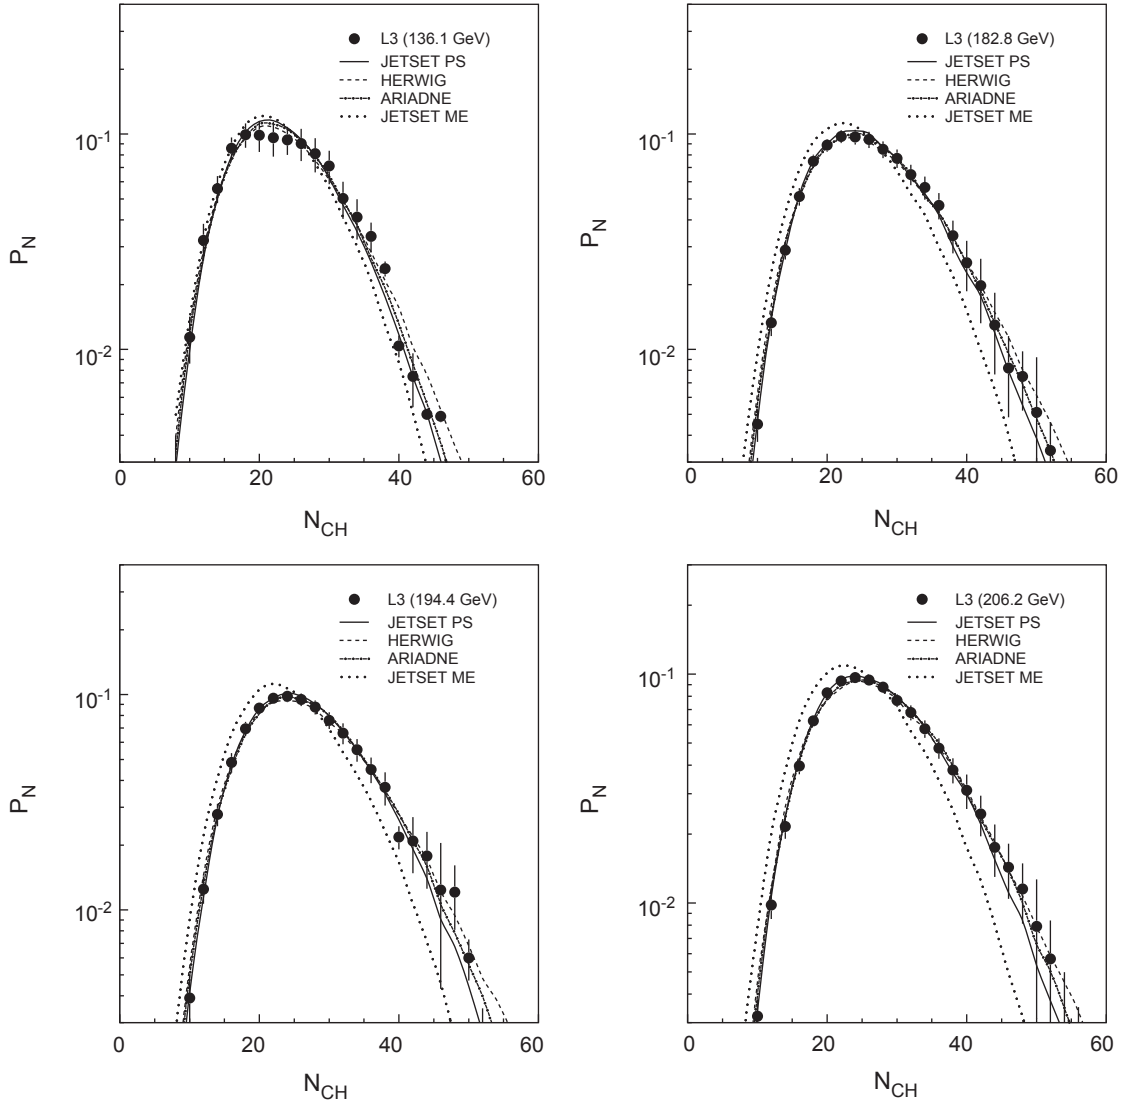 L3 (136.1 GeV)
JETSET PS
HERWIG
ARIADNE
JETSET ME
10-1
10-2
P_N
0 20 40 60
N_CH
L3 (182.8 GeV)
JETSET PS
HERWIG
ARIADNE
JETSET ME
10-1
10-2
P_N
0 20 40 60
N_CH
L3 (194.4 GeV)
JETSET PS
HERWIG
ARIADNE
JETSET ME
10-1
10-2
P_N
0 20 40 60
N_CH
L3 (206.2 GeV)
JETSET PS
HERWIG
ARIADNE
JETSET ME
10-1
10-2
P_N
0 20 40 60
N_CH